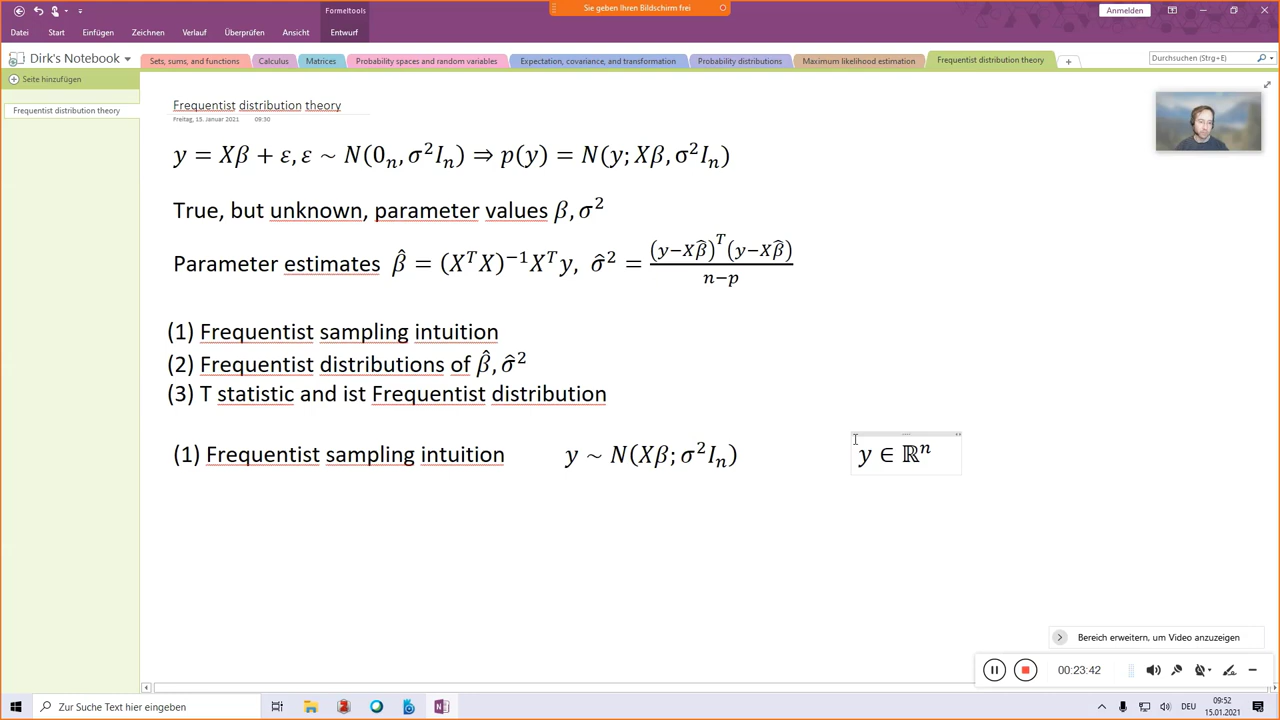 Sie geben Ihren Bildschirm frei
Formeltools
Anmelden
Datei Start Einfügen Zeichnen Verlauf Überprüfen Ansicht Entwurf
Dirk's Notebook
Sets, sums, and functions Calculus Matrices Probability spaces and random variables Expectation, covariance, and transformation Probability distributions Maximum likelihood estimation Frequentist distribution theory
Durchsuchen (Strg+E)
Seite hinzufügen
Frequentist distribution theory
Frequentist distribution theory
Freitag, 15. Januar 2021 09:30
y = Xβ + ε, ε ~ N(0ₙ, σ²Iₙ) ⇒ p(y) = N(y; Xβ, σ²Iₙ)
True, but unknown, parameter values β, σ²
Parameter estimates β̂ = (XᵀX)⁻¹Xᵀy, σ̂² = (y−Xβ̂)ᵀ(y−Xβ̂) / n−p
(1) Frequentist sampling intuition
(2) Frequentist distributions of β̂, σ̂²
(3) T statistic and ist Frequentist distribution
(1) Frequentist sampling intuition y ~ N(Xβ; σ²Iₙ) y ∈ ℝⁿ
Bereich erweitern, um Video anzuzeigen
00:23:42
Zur Suche Text hier eingeben
DEU
09:52
15.01.2021